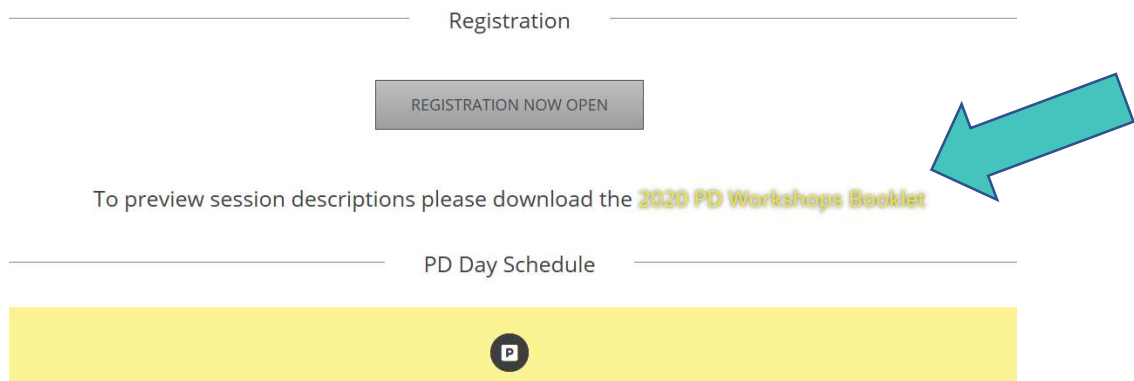 Registration
REGISTRATION NOW OPEN
To preview session descriptions please download the 2020 PD Workshops Booklet
PD Day Schedule
P